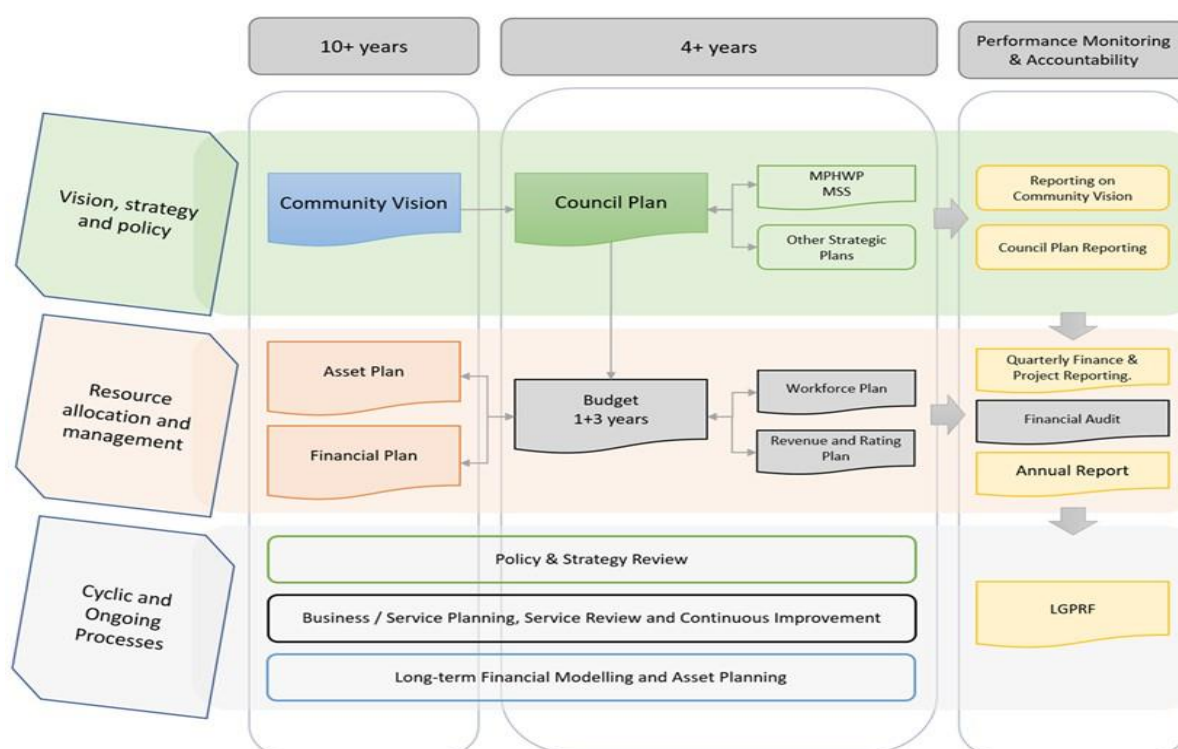 10+ years
4+ years
Performance Monitoring
& Accountability
Vision, strategy
and policy
Community Vision
Council Plan
MPHWP
MSS
Other Strategic
Plans
Reporting on
Community Vision
Council Plan Reporting
Resource
allocation and
management
Asset Plan
Financial Plan
Budget
1+3 years
Workforce Plan
Revenue and Rating
Plan
Quarterly Finance &
Project Reporting.
Financial Audit
Annual Report
Cyclic and
Ongoing
Processes
Policy & Strategy Review
Business / Service Planning, Service Review and Continuous Improvement
Long-term Financial Modelling and Asset Planning
LGPRF